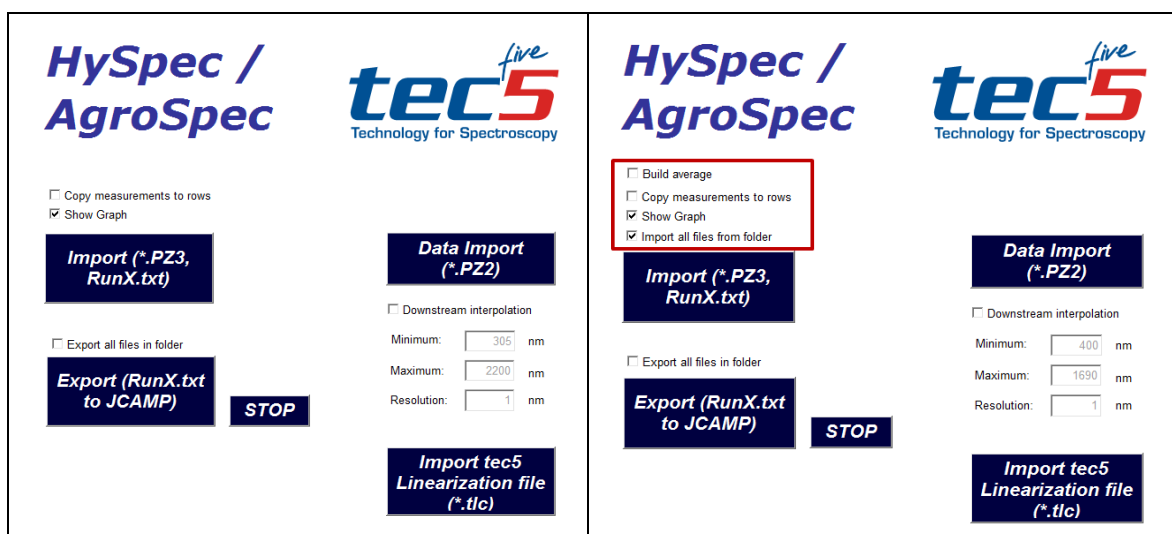 HySpec /
AgroSpec
five
tec5
Technology for Spectroscopy
Copy measurements to rows
Show Graph
Import (*.PZ3,
RunX.txt)
Data Import
(*.PZ2)
Downstream interpolation
Minimum: 305 nm
Maximum: 2200 nm
Resolution: 1 nm
Export all files in folder
Export (RunX.txt
to JCAMP)
STOP
Import tec5
Linearization file
(*.tlc)
HySpec /
AgroSpec
five
tec5
Technology for Spectroscopy
Build average
Copy measurements to rows
Show Graph
Import all files from folder
Import (*.PZ3,
RunX.txt)
Data Import
(*.PZ2)
Downstream interpolation
Minimum: 400 nm
Maximum: 1690 nm
Resolution: 1 nm
Export all files in folder
Export (RunX.txt
to JCAMP)
STOP
Import tec5
Linearization file
(*.tlc)